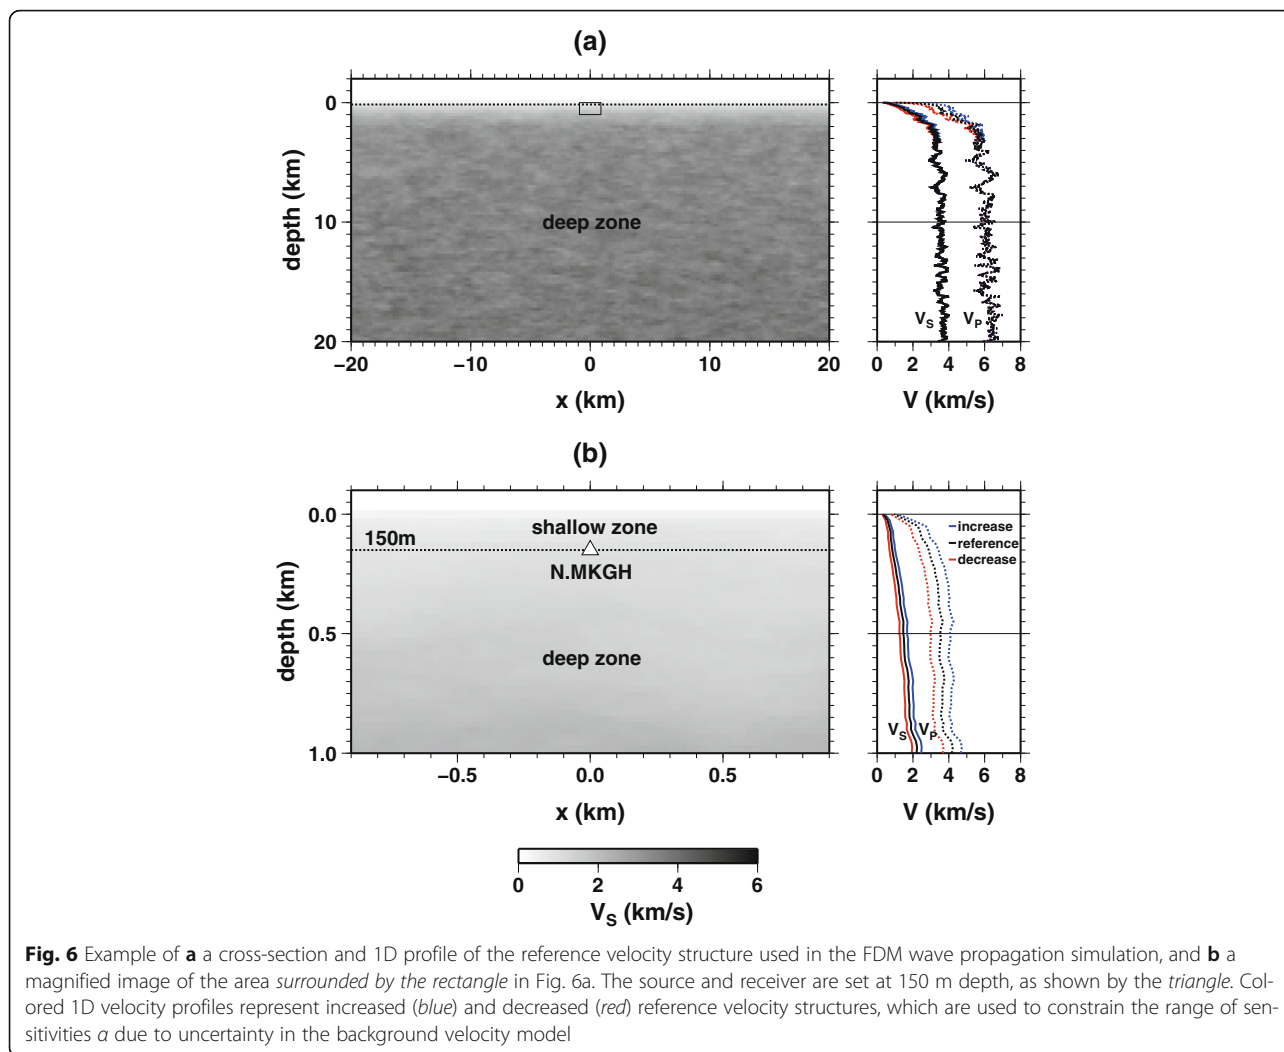 (a)
0
10
20
depth (km)
deep zone
−20
−10
0
10
20
x (km)
VS
VP
0 2 4 6 8
V (km/s)
(b)
0.0
0.5
1.0
depth (km)
150m
shallow zone
N.MKGH
deep zone
−0.5
0.0
0.5
x (km)
increase
reference
decrease
VS
VP
0 2 4 6 8
V (km/s)
0 2 4 6
VS (km/s)
Fig. 6 Example of a a cross-section and 1D profile of the reference velocity structure used in the FDM wave propagation simulation, and b a
magnified image of the area surrounded by the rectangle in Fig. 6a. The source and receiver are set at 150 m depth, as shown by the triangle. Col-
ored 1D velocity profiles represent increased (blue) and decreased (red) reference velocity structures, which are used to constrain the range of sen-
sitivities α due to uncertainty in the background velocity model